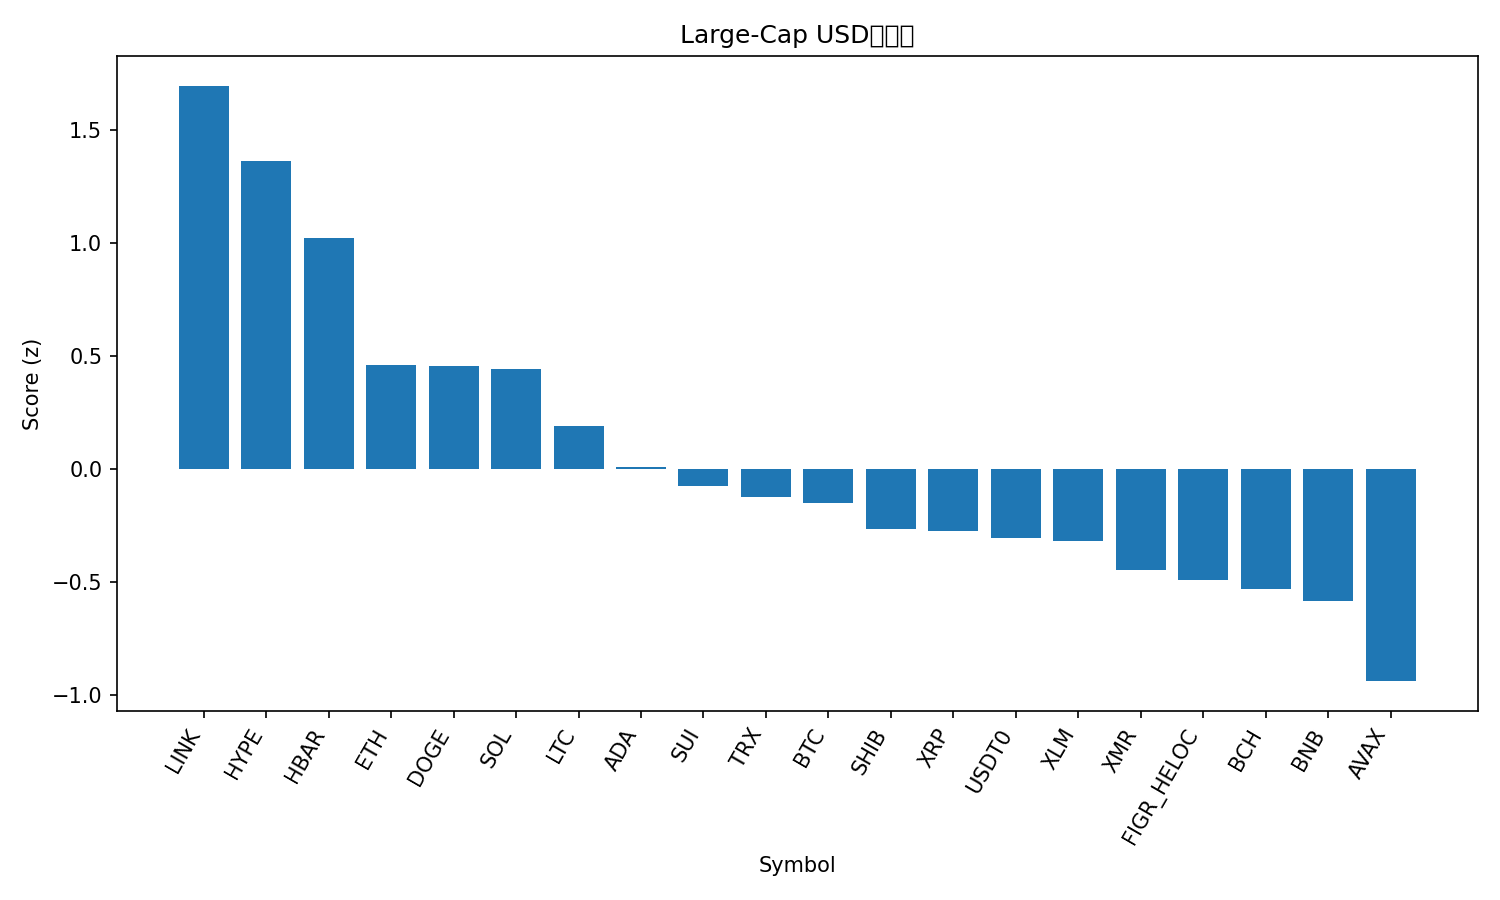 Large-Cap USD
Score (z)
1.5
1.0
0.5
0.0
−0.5
−1.0
LINK
HYPE
HBAR
ETH
DOGE
SOL
LTC
ADA
SUI
TRX
BTC
SHIB
XRP
USDT0
XLM
XMR
FIGR_HELOC
BCH
BNB
AVAX
Symbol